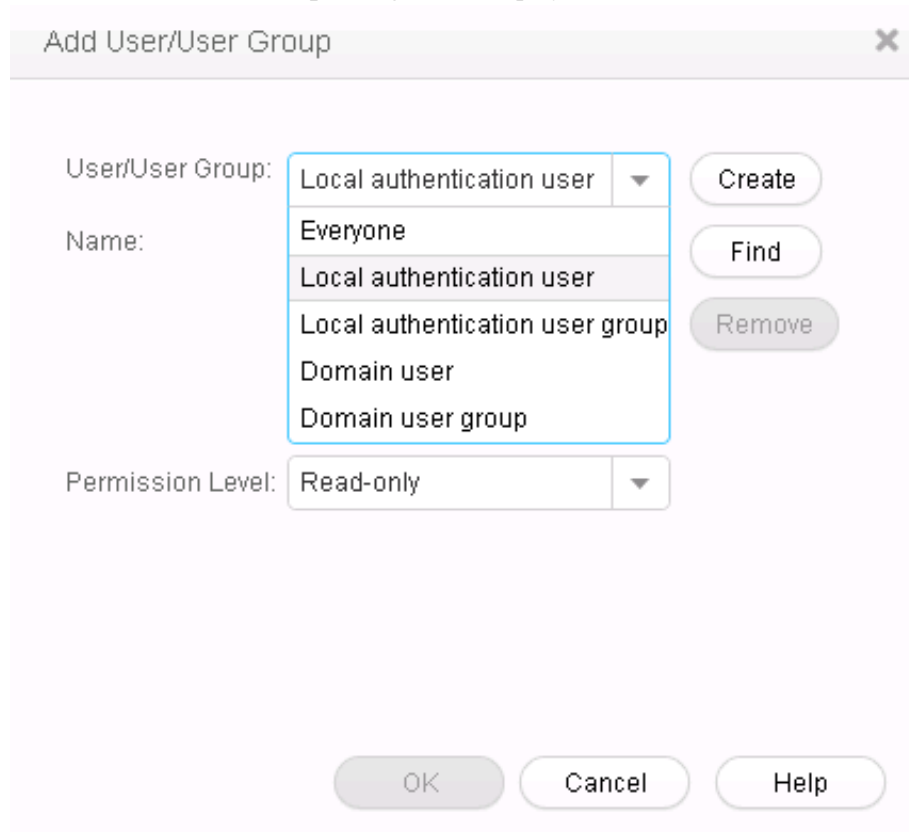 Add User/User Group
User/User Group: Local authentication user Create
Name: Everyone Find
Local authentication user
Local authentication user group Remove
Domain user
Domain user group
Permission Level: Read-only
OK Cancel Help